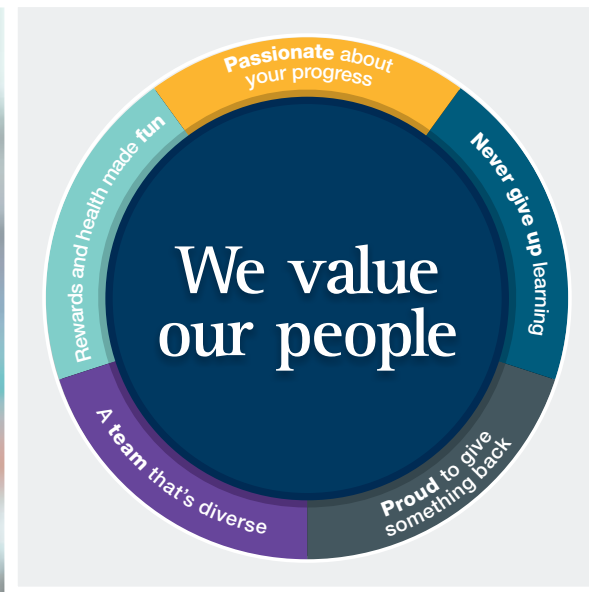 Passionate about
your progress
Never give up learning
Proud to give
something back
A team that's diverse
Rewards and health made fun
We value
our people